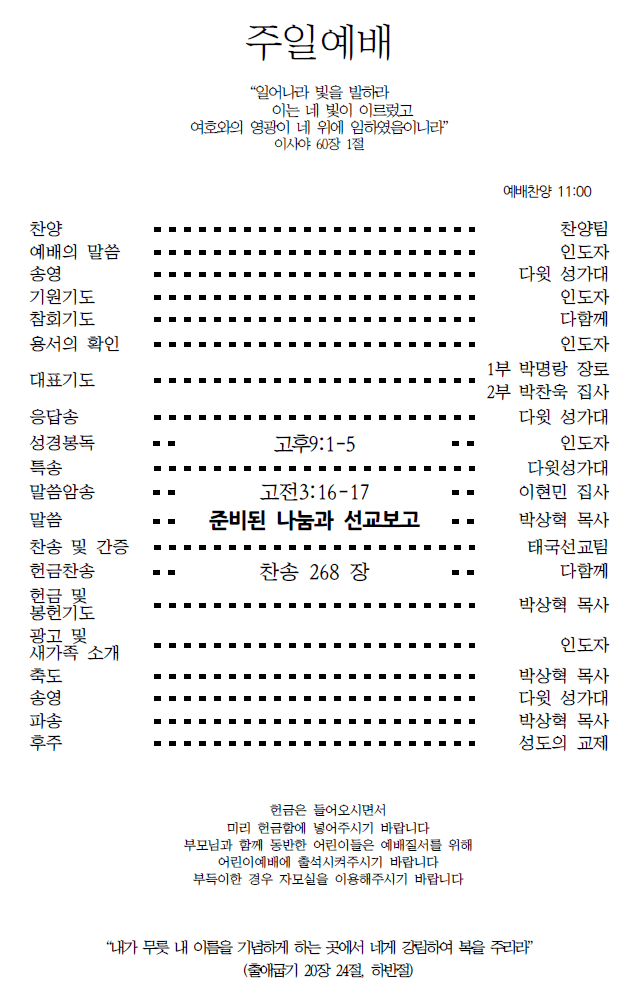 주일예배
“일어나라 빛을 발하라
이는 네 빛이 이르렀고
여호와의 영광이 네 위에 임하였음이니라”
이사야 60장 1절
예배찬양 11:00
찬양 찬양팀
예배의 말씀 인도자
송영 다윗 성가대
기원기도 인도자
참회기도 다함께
용서의 확인 인도자
대표기도 1부 박명랑 장로
2부 박찬욱 집사
응답송 다윗 성가대
성경봉독 고후9:1-5 인도자
특송 다윗성가대
말씀암송 고전3:16-17 이현민 집사
말씀 준비된 나눔과 선교보고 박상혁 목사
찬송 및 간증 태국선교팀
헌금찬송 찬송 268 장 다함께
헌금 및
봉헌기도 박상혁 목사
광고 및
새가족 소개 인도자
축도 박상혁 목사
송영 다윗 성가대
파송 박상혁 목사
후주 성도의 교제
헌금은 들어오시면서
미리 헌금함에 넣어주시기 바랍니다
부모님과 함께 동반한 어린이들은 예배질서를 위해
어린이예배에 출석시켜주시기 바랍니다
부득이한 경우 자모실을 이용해주시기 바랍니다
“내가 무릇 내 이름을 기념하게 하는 곳에서 네게 강림하여 복을 주리라”
(출애굽기 20장 24절, 하반절)